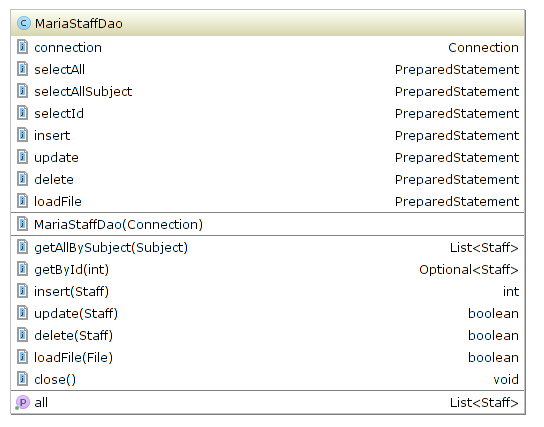 C MariaStaffDao
connection Connection
selectAll PreparedStatement
selectAllSubject PreparedStatement
selectId PreparedStatement
insert PreparedStatement
update PreparedStatement
delete PreparedStatement
loadFile PreparedStatement
MariaStaffDao(Connection)
getAllBySubject(Subject) List<Staff>
getById(int) Optional<Staff>
insert(Staff) int
update(Staff) boolean
delete(Staff) boolean
loadFile(File) boolean
close() void
P all List<Staff>